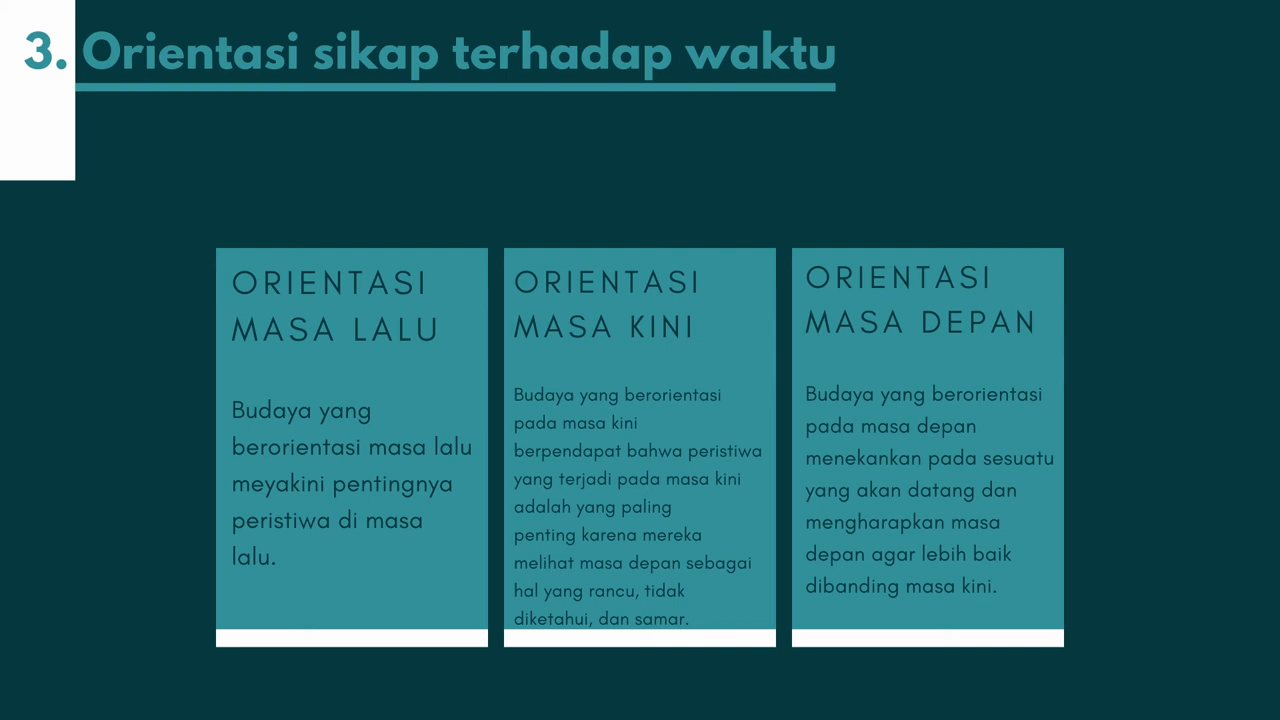 3. Orientasi sikap terhadap waktu
ORIENTASI
MASA LALU
Budaya yang
berorientasi masa lalu
meyakini pentingnya
peristiwa di masa
lalu.
ORIENTASI
MASA KINI
Budaya yang berorientasi
pada masa kini
berpendapat bahwa peristiwa
yang terjadi pada masa kini
adalah yang paling
penting karena mereka
melihat masa depan sebagai
hal yang rancu, tidak
diketahui, dan samar.
ORIENTASI
MASA DEPAN
Budaya yang berorientasi
pada masa depan
menekankan pada sesuatu
yang akan datang dan
mengharapkan masa
depan agar lebih baik
dibanding masa kini.